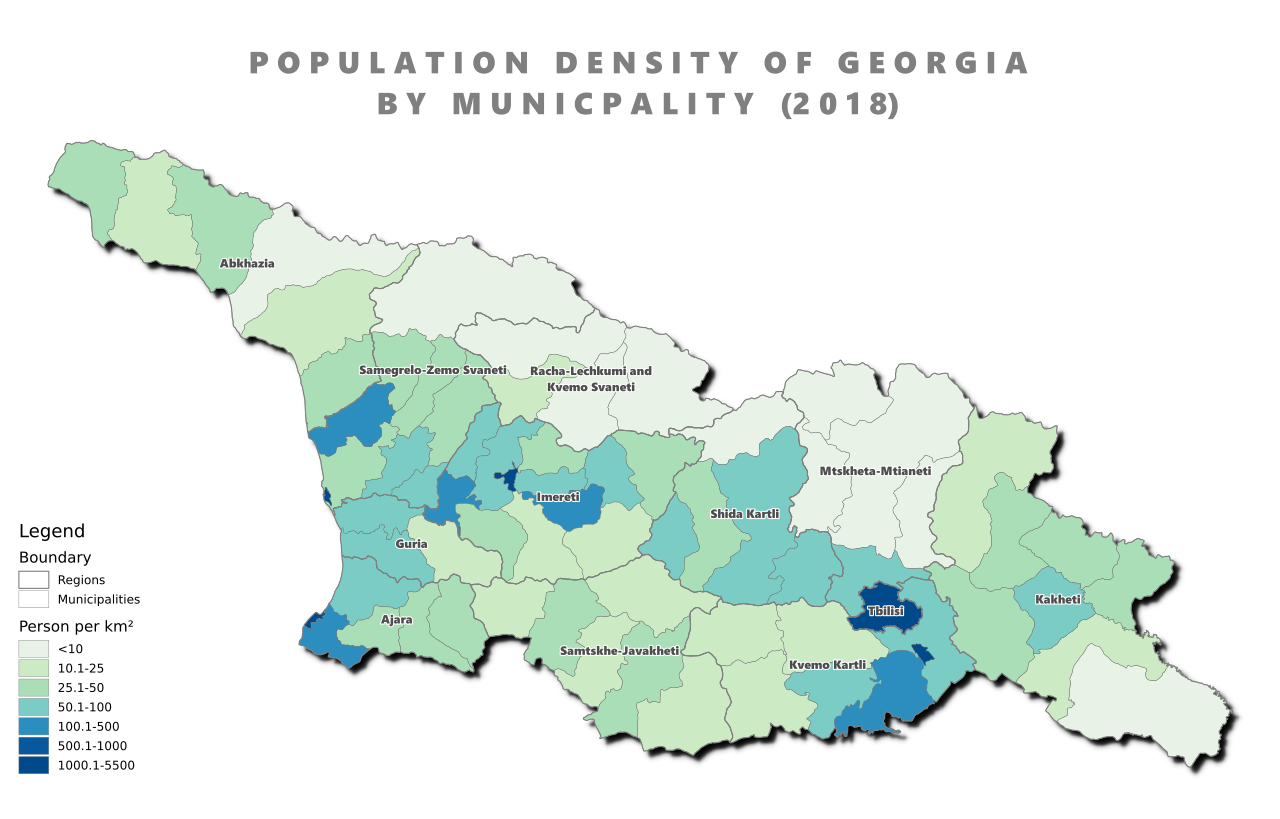 POPULATION DENSITY OF GEORGIA
BY MUNICPALITY (2018)
Abkhazia
Samegrelo-Zemo Svaneti
Racha-Lechkumi and
Kvemo Svaneti
Mtskheta-Mtianeti
Imereti
Shida Kartli
Guria
Kakheti
Tbilisi
Ajara
Samtskhe-Javakheti
Kvemo Kartli
Legend
Boundary
Regions
Municipalities
Person per km²
<10
10.1-25
25.1-50
50.1-100
100.1-500
500.1-1000
1000.1-5500